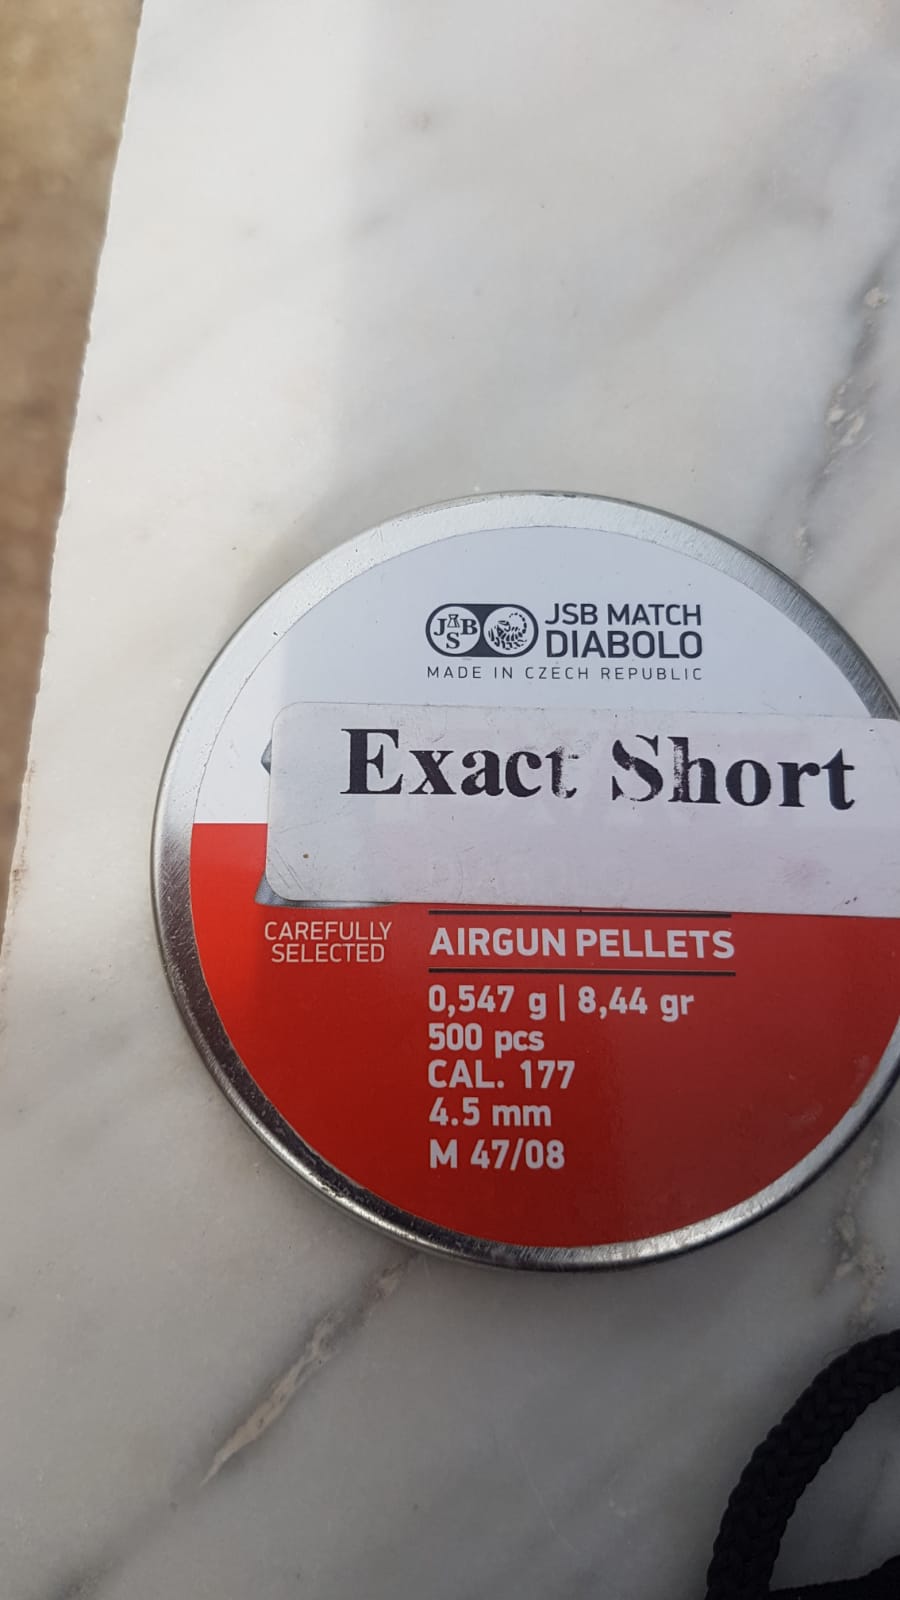 JSB
JSB MATCH
DIABOLO
MADE IN CZECH REPUBLIC
Exact Short
CAREFULLY
SELECTED
AIRGUN PELLETS
0,547 g | 8,44 gr
500 pcs
CAL. 177
4.5 mm
M 47/08